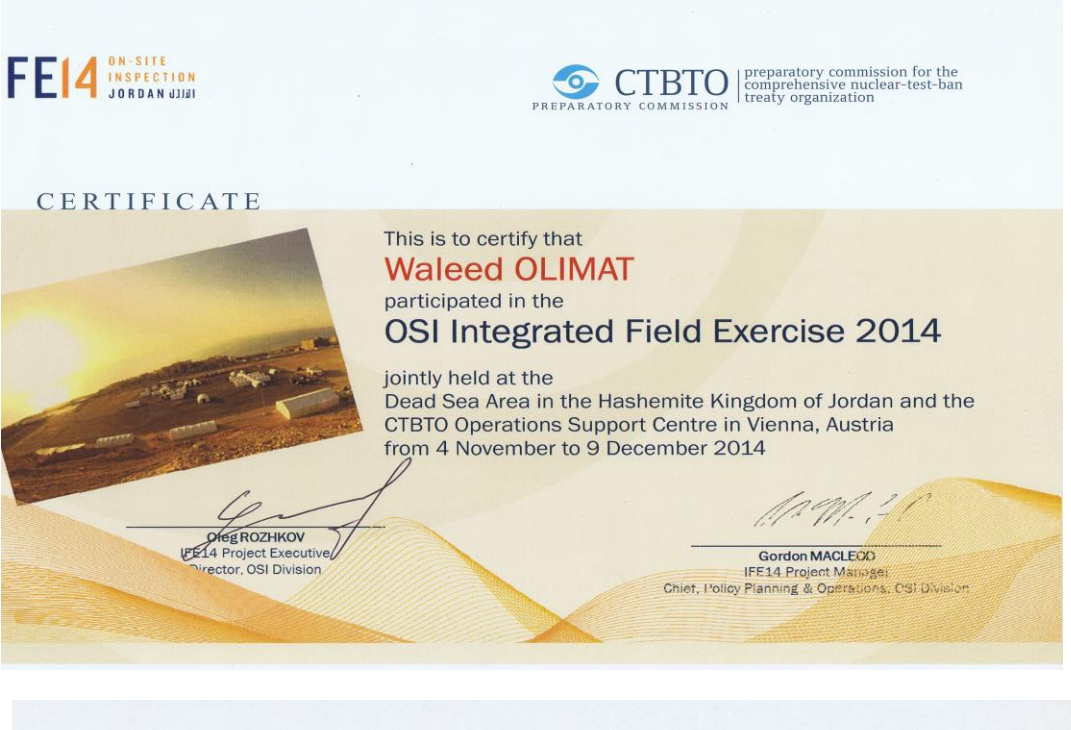 FE14 ON-SITE
INSPECTION
JORDAN الأردن
CTBTO
PREPARATORY COMMISSION
preparatory commission for the
comprehensive nuclear-test-ban
treaty organization
CERTIFICATE
This is to certify that
Waleed OLIMAT
participated in the
OSI Integrated Field Exercise 2014
jointly held at the
Dead Sea Area in the Hashemite Kingdom of Jordan and the
CTBTO Operations Support Centre in Vienna, Austria
from 4 November to 9 December 2014
Oleg ROZHKOV
IFE14 Project Executive
Director, OSI Division
Gordon MACLEOD
IFE14 Project Manager
Chief, Policy Planning & Operations, OSI Division